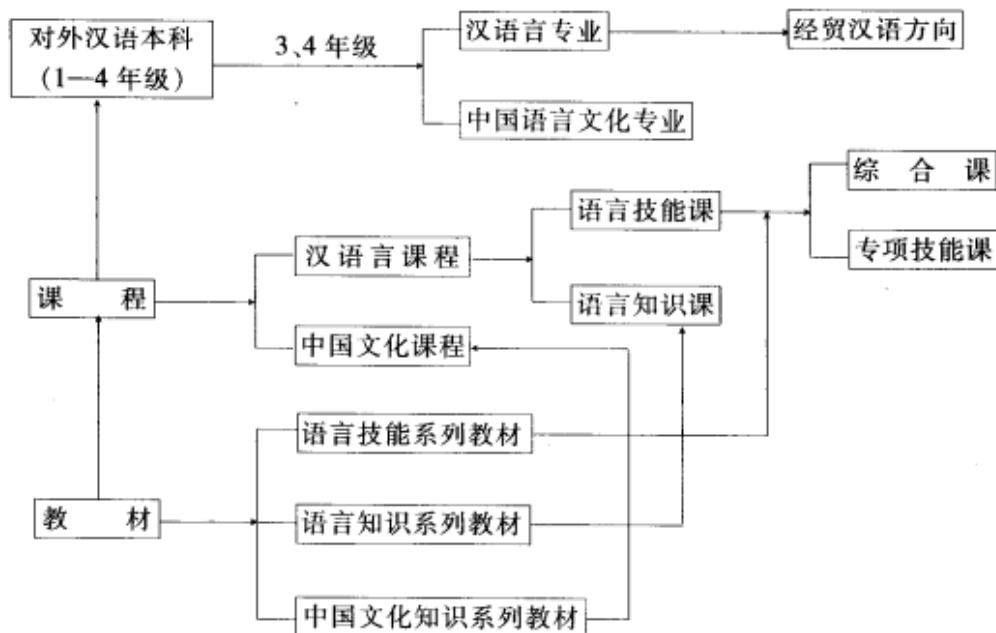 对外汉语本科
(1—4 年级)
3、4 年级
汉语言专业
经贸汉语方向
中国语言文化专业
综 合 课
语言技能课
专项技能课
汉语言课程
课 程
语言知识课
中国文化课程
语言技能系列教材
教 材
语言知识系列教材
中国文化知识系列教材